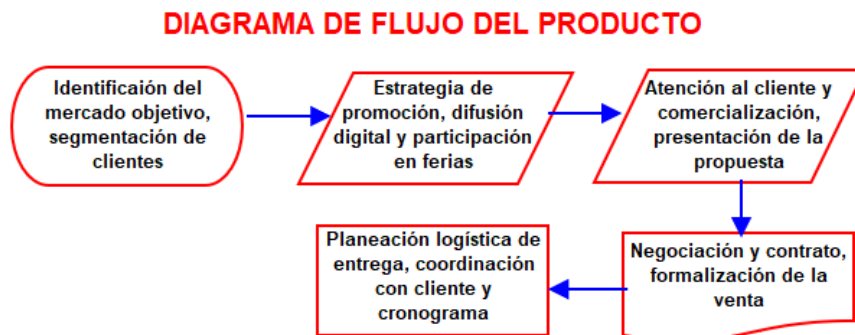 DIAGRAMA DE FLUJO DEL PRODUCTO
Identificaión del
mercado objetivo,
segmentación de
clientes
Estrategia de
promoción, difusión
digital y participación
en ferias
Atención al cliente y
comercialización,
presentación de la
propuesta
Negociación y contrato,
formalización de la
venta
Planeación logística de
entrega, coordinación
con cliente y
cronograma